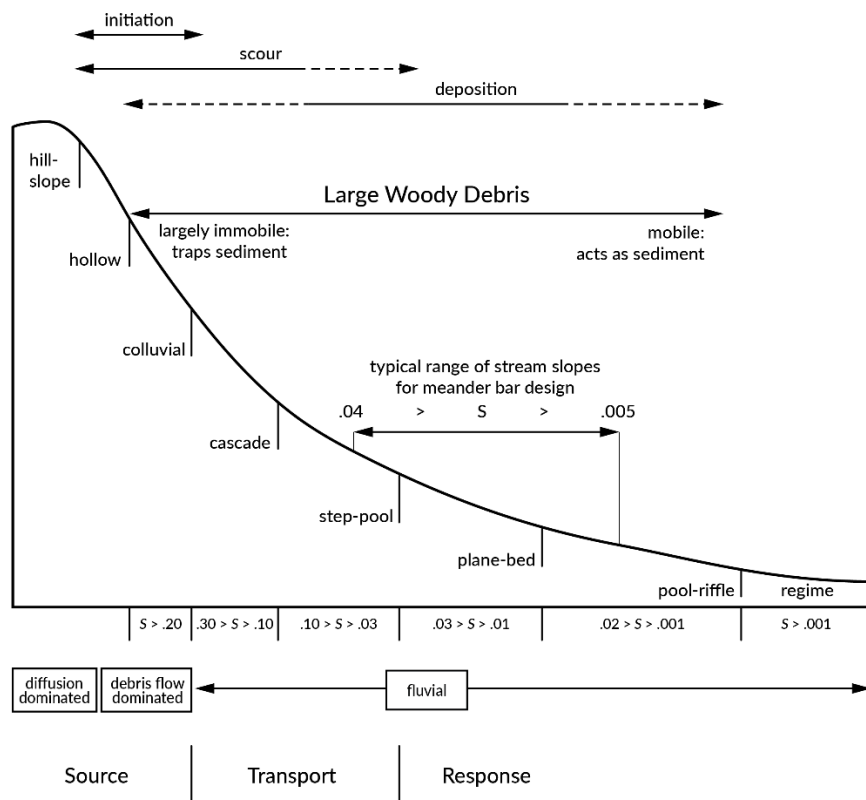 initiation
scour
deposition
hill-
slope
Large Woody Debris
largely immobile:
traps sediment
mobile:
acts as sediment
hollow
colluvial
typical range of stream slopes
for meander bar design
.04 > S > .005
cascade
step-pool
plane-bed
pool-riffle
regime
S > .20
.30 > S > .10
.10 > S > .03
.03 > S > .01
.02 > S > .001
S > .001
diffusion
dominated
debris flow
dominated
fluvial
Source
Transport
Response